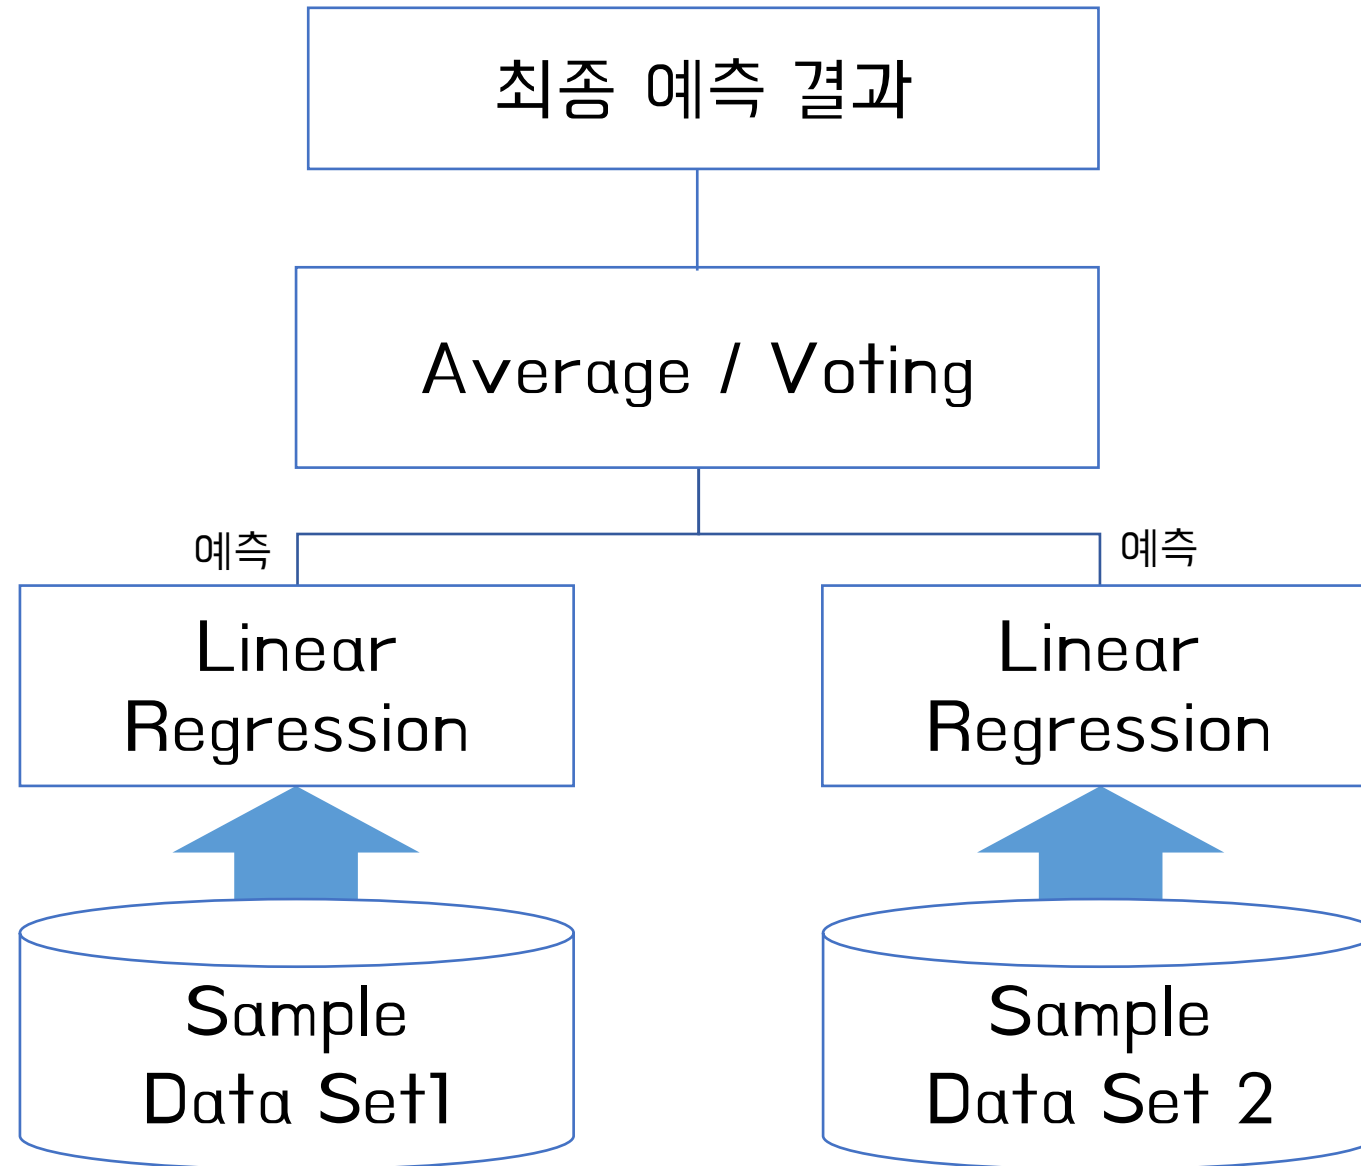 최종 예측 결과
Average / Voting
예측
예측
Linear
Regression
Linear
Regression
Sample
Data Set1
Sample
Data Set 2